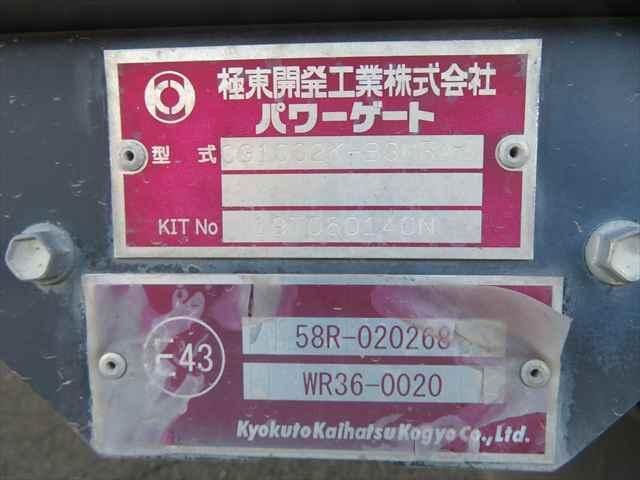 極東開発工業株式会社
パワーゲート
型式
KIT No
E43
58R-020268
WR36-0020
Kyokuto Kaihatsu Kogyo Co., Ltd.